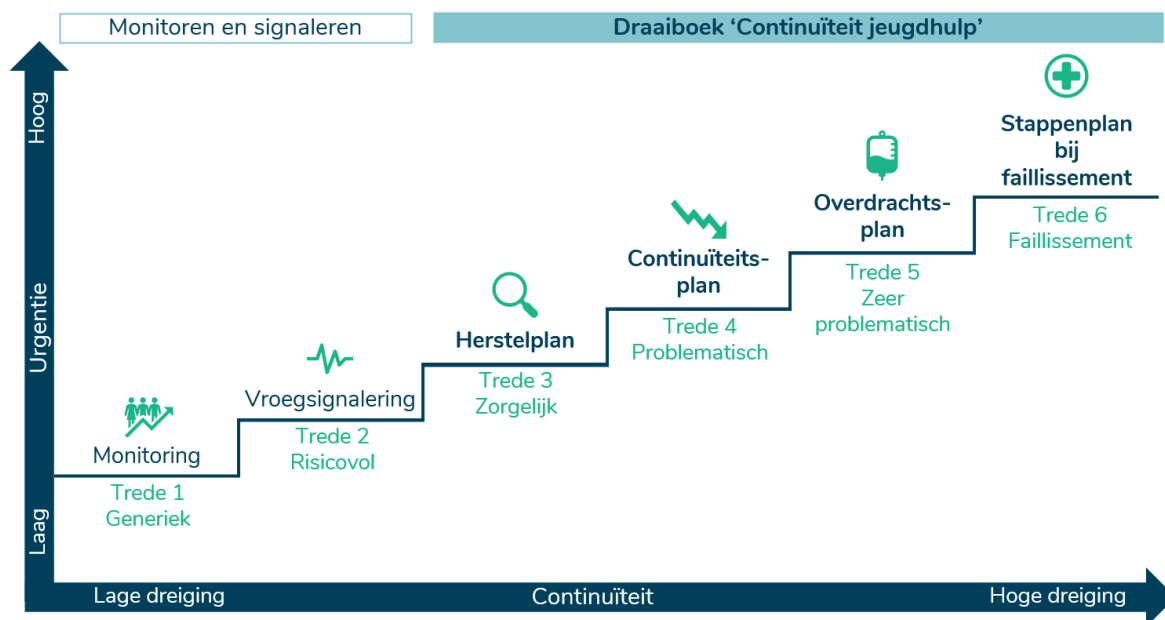 Monitoren en signaleren
Draaiboek ‘Continuïteit jeugdhulp’
Hoog
Urgentie
Laag
Monitoring
Trede 1
Generiek
Vroegsignalering
Trede 2
Risicovol
Herstelplan
Trede 3
Zorgelijk
Continuïteits-
plan
Trede 4
Problematisch
Overdrachts-
plan
Trede 5
Zeer
problematisch
Stappenplan
bij
faillissement
Trede 6
Faillissement
Lage dreiging
Continuïteit
Hoge dreiging